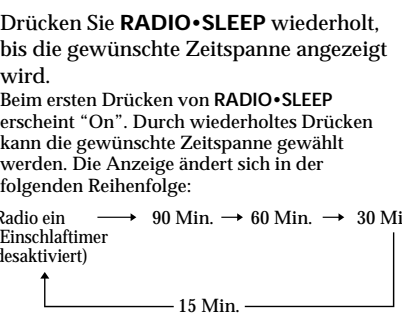 Drücken Sie RADIO•SLEEP wiederholt,
bis die gewünschte Zeitspanne angezeigt
wird.
Beim ersten Drücken von RADIO•SLEEP
erscheint “On”. Durch wiederholtes Drücken
kann die gewünschte Zeitspanne gewählt
werden. Die Anzeige ändert sich in der
folgenden Reihenfolge:
Radio ein → 90 Min. → 60 Min. → 30 Mi
Einschlaftimer
desaktiviert)
15 Min.